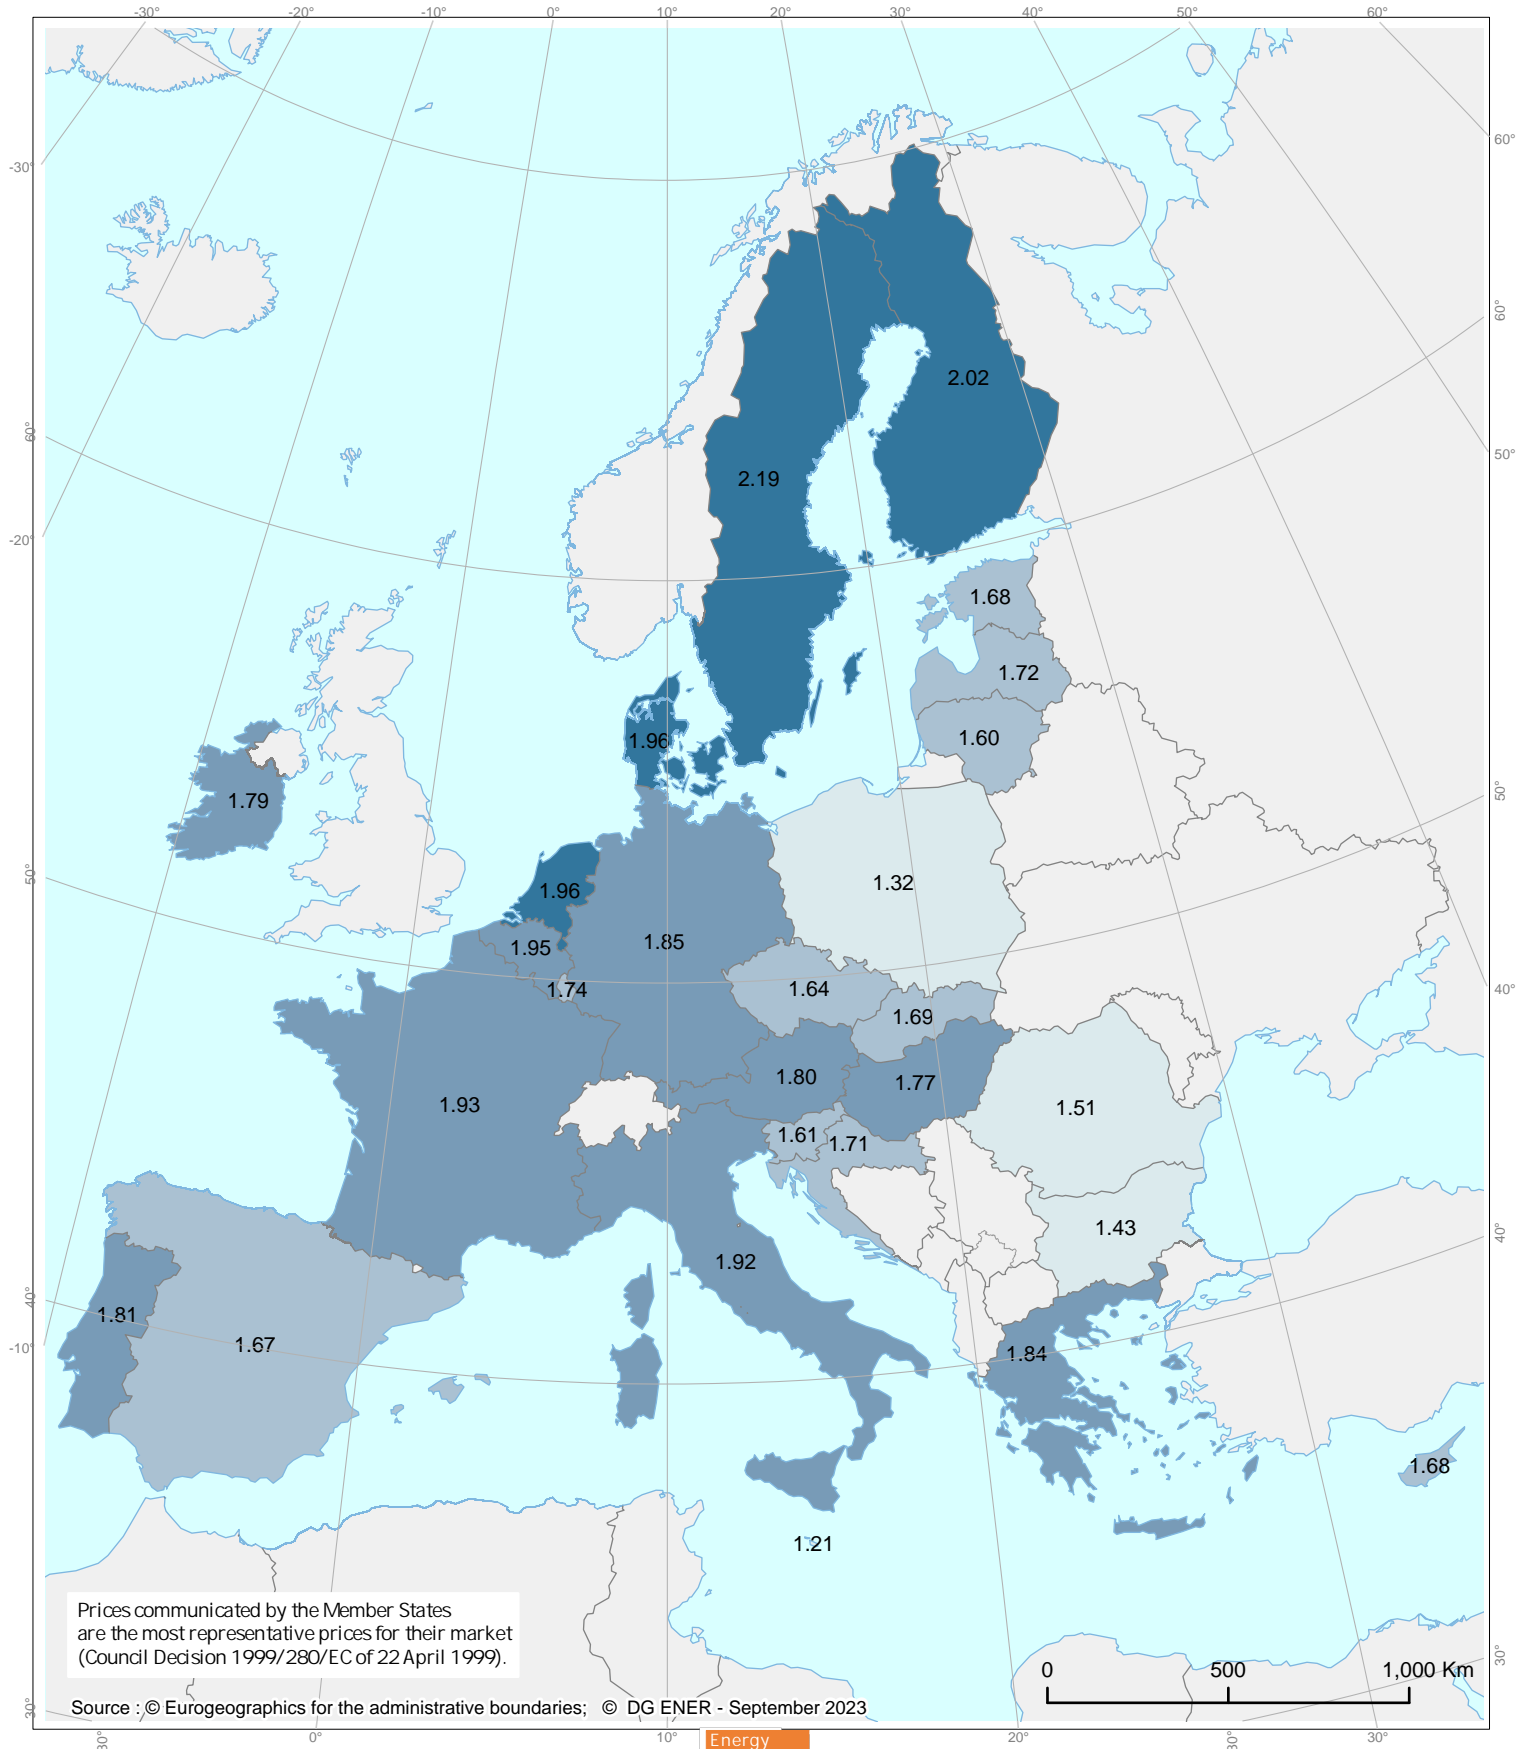 -30° -20° -10° 0° 10° 20° 30° 40° 50° 60°
-30° 60°
60°
2.02
60° 50°
2.19
-20°
1.68
1.72
1.60
1.96
1.79 50°
50° 1.96 1.32
1.95 1.85
1.74 1.64 40°
1.69
1.80 1.77
1.93 1.51
1.61 1.71
1.43 40°
1.92
40° 1.81
-10° 1.67 1.84
1.68
1.21
Prices communicated by the Member States
are the most representative prices for their market
(Council Decision 1999/280/EC of 22 April 1999).
0 500 1,000 Km
30°
Source : © Eurogeographics for the administrative boundaries; © DG ENER - September 2023
30°
30° 0° 10° 20° 30° 30°
Energy